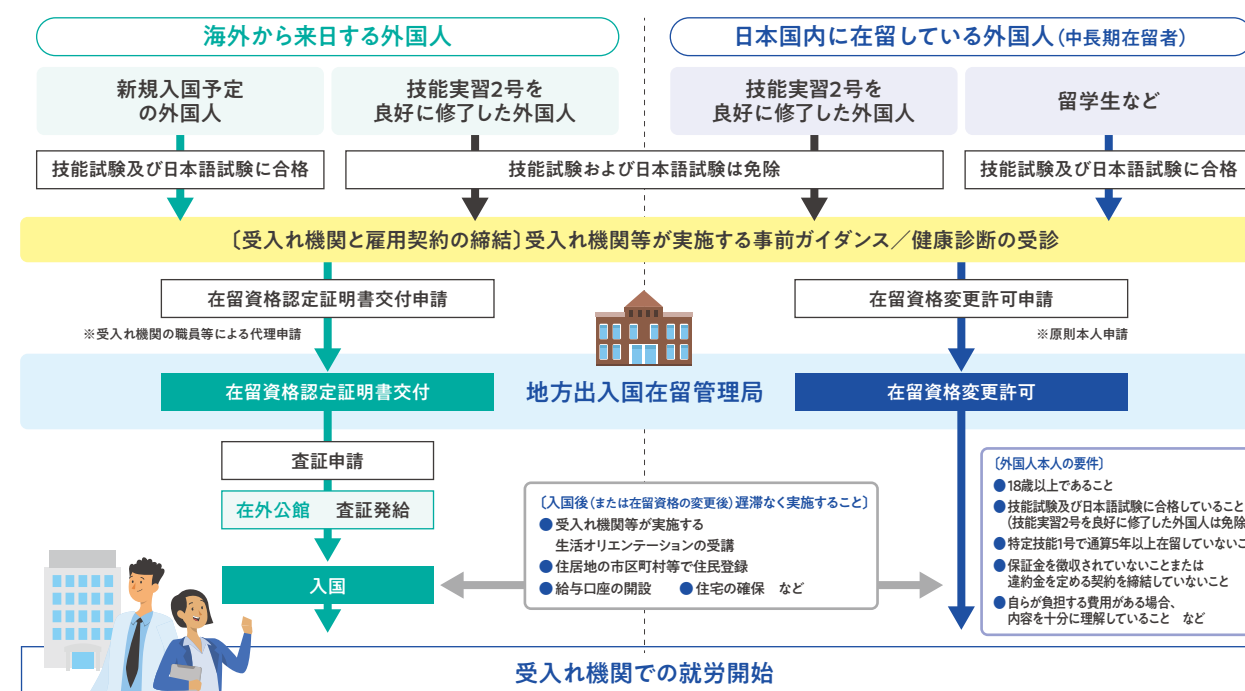 海外から来日する外国人
日本国内に在留している外国人（中長期在留者）
新規入国予定
の外国人
技能実習2号を
良好に修了した外国人
技能実習2号を
良好に修了した外国人
留学生など
技能試験及び日本語試験に合格
技能試験および日本語試験は免除
技能試験及び日本語試験に合格
〔受入れ機関と雇用契約の締結〕受入れ機関等が実施する事前ガイダンス／健康診断の受診
在留資格認定証明書交付申請
※受入れ機関の職員等による代理申請
在留資格変更許可申請
※原則本人申請
在留資格認定証明書交付
地方出入国在留管理局
在留資格変更許可
査証申請
在外公館 査証発給
入国
〔入国後（または在留資格の変更後）遅滞なく実施すること〕
●受入れ機関等が実施する
生活オリエンテーションの受講
●住居地の市区町村等で住民登録
●給与口座の開設 ●住宅の確保 など
〔外国人本人の要件〕
●18歳以上であること
●技能試験及び日本語試験に合格していること
（技能実習2号を良好に修了した外国人は免除
●特定技能1号で通算5年以上在留していないこ
●保証金を徴収されていないことまたは
違約金を定める契約を締結していないこと
●自らが負担する費用がある場合、
内容を十分に理解していること など
受入れ機関での就労開始